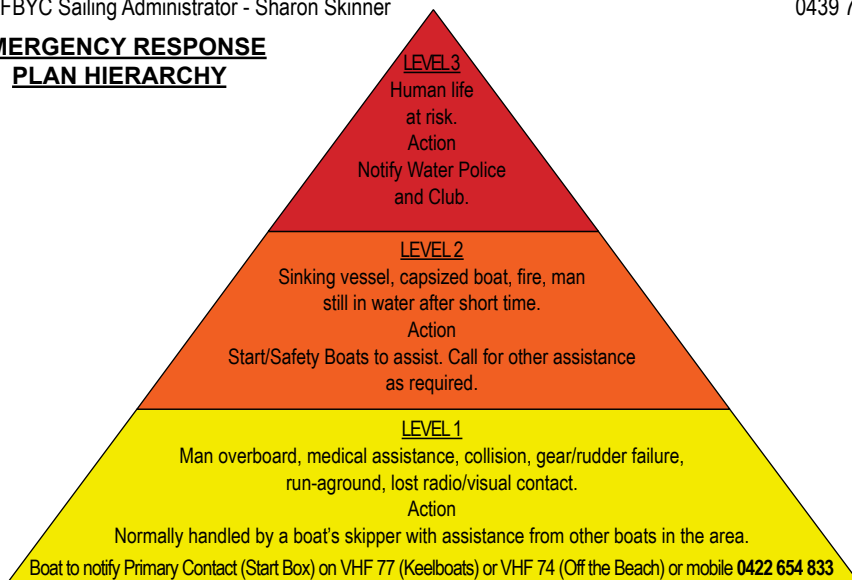 FBYC Sailing Administrator - Sharon Skinner 0439 7
MERGENCY RESPONSE
PLAN HIERARCHY
LEVEL 3
Human life
at risk.
Action
Notify Water Police
and Club.
LEVEL 2
Sinking vessel, capsized boat, fire, man
still in water after short time.
Action
Start/Safety Boats to assist. Call for other assistance
as required.
LEVEL 1
Man overboard, medical assistance, collision, gear/rudder failure,
run-aground, lost radio/visual contact.
Action
Normally handled by a boat's skipper with assistance from other boats in the area.
Boat to notify Primary Contact (Start Box) on VHF 77 (Keelboats) or VHF 74 (Off the Beach) or mobile 0422 654 833